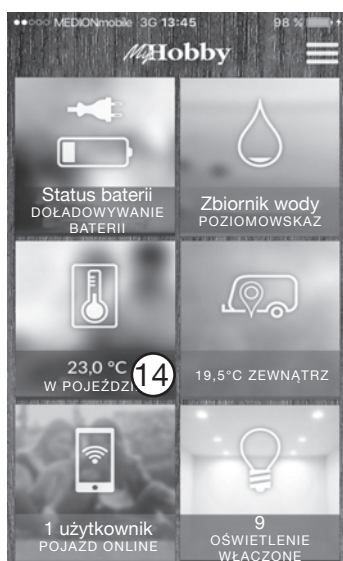 MEDIONmobile 3G 13:45 98 %
MyHobby
Status baterii
DOŁADOWYWANIE
BATERII
Zbiornik wody
POZIOMOWSKAZ
23,0 °C
W POJEŹDZI
14
19,5°C ZEWNĄTRZ
1 użytkownik
POJAZD ONLINE
9
OŚWIETLENIE
WŁĄCZONE